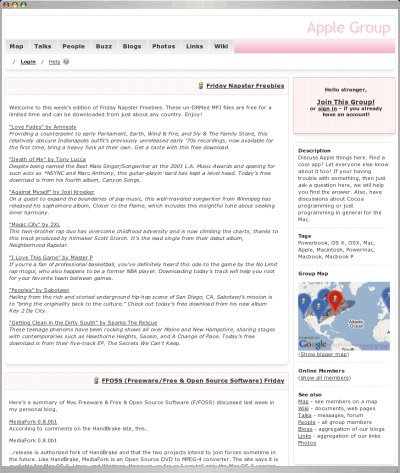 Apple Group
Map Talks People Buzz Blogs Photos Links Wiki
/ Login / Help
Friday Napster Freebies
Welcome to this week's edition of Friday Napster Freebies. These un-DRMed MP3 files are free for a
limited time and can be downloaded from just about any country. Enjoy!
"Love Fades" by Amnesty
Providing a counterpoint to early Parliament, Earth, Wind & Fire, and Sly & The Family Stone, this
relatively obscure Indianapolis outfit's previously unreleased early '70s recordings, now available for
the first time, bring a heavy funk all their own. Get a taste with this free download.
"Death of Me" by Tony Lucca
Despite being named the Best Male Singer/Songwriter at the 2001 L.A. Music Awards and opening for
such acts as *NSYNC and Marc Anthony, this guitar-playin' bard has kept a level head. Today's free
download is from his fourth album, Canyon Songs.
"Against Myself" by Joel Kroeker
On a quest to expand the boundaries of pop music, this well-traveled songwriter from Winnipeg has
released his sophomore album, Closer to the Flame, which includes this insightful tune about seeking
inner harmony.
"Magic City" by 2XL
This twin-brother rap duo has overcome childhood adversity and is now climbing the charts, thanks to
this track produced by hitmaker Scott Storch. It's the lead single from their debut album,
Neighborhood Rapstar.
"I Love This Game" by Master P
If you're a fan of professional basketball, you've definitely heard this ode to the game by the No Limit
rap mogul, who also happens to be a former NBA player. Downloading today's track will help you root
for your favorite team between games.
"Peoples" by Sabotawj
Hailing from the rich and storied underground hip-hop scene of San Diego, CA, Sabotawj's mission is
to "bring the originality back to the culture." Check out today's free download from his new album
Key 2 Da City.
"Getting Clean in the Dirty South" by Sparks The Rescue
These teenage phenoms have been rocking shows all over Maine and New Hampshire, sharing stages
with contemporaries such as Hawthorne Heights, Saosin, and A Change of Pace. Today's free
download is from their five-track EP, The Secrets We Can't Keep.
FFOSS (Freeware/Free & Open Source Software) Friday
Here's a summary of Mac Freeware & Free & Open Source Software (F/FOSS) discussed last week in
my personal blog.
MediaFork 0.8.0b1
According to comments on the HandBrake site, this..
MediaFork 0.8.0b1
..release is authorized fork of HandBrake and that the two projects intend to join forces sometime in
the future. Like HandBrake, MediaFork is an Open Source DVD to MPEG-4 converter. The site says it is
Hello stranger,
Join This Group!
or sign in - if you already
have an account!
Description
Discuss Apple things here. Find a
cool app? Let everyone else know
about it too! If your having
trouble with something, then just
ask a question here, we will help
you find the answer. Also, have
discussions about Cocoa
programming or just
programming in general for the
Mac.
Tags
Powerbook, OS X, OSX, Mac,
Apple, Macintosh, Powermac,
Macbook, Macbook P
Group Map
Atlantic
Ocean
(Show bigger map)
Online Members
(show all members)
See also
Map - see members on a map
Wiki - documents, web pages
Talks - messages, forum
People - all group members
Blogs - aggregation of our blogs
Links - aggregation of our links
Photos